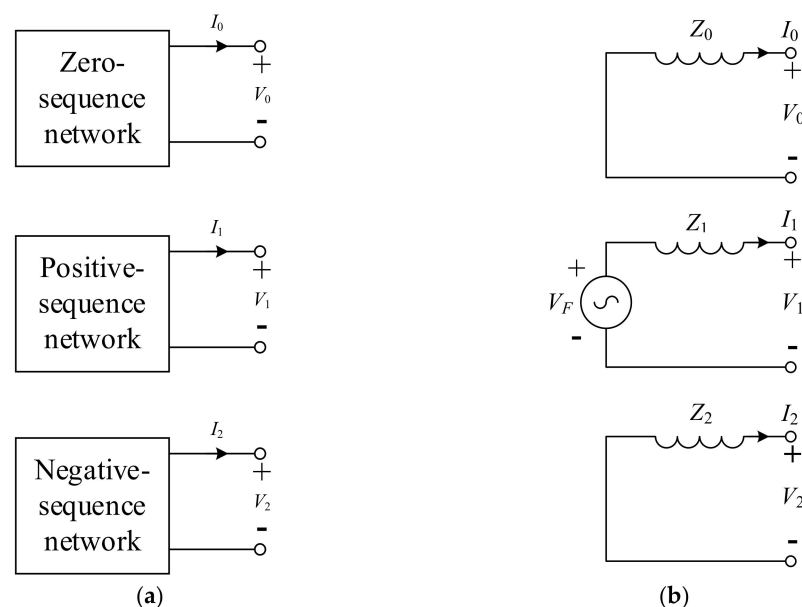 I0
Zero-
sequence
network
+
V0
-
I1
Positive-
sequence
network
+
V1
-
I2
Negative-
sequence
network
+
V2
-
(a)
Z0
I0
+
V0
-
Z1
I1
+
VF
-
+
V1
-
Z2
I2
+
V2
-
(b)